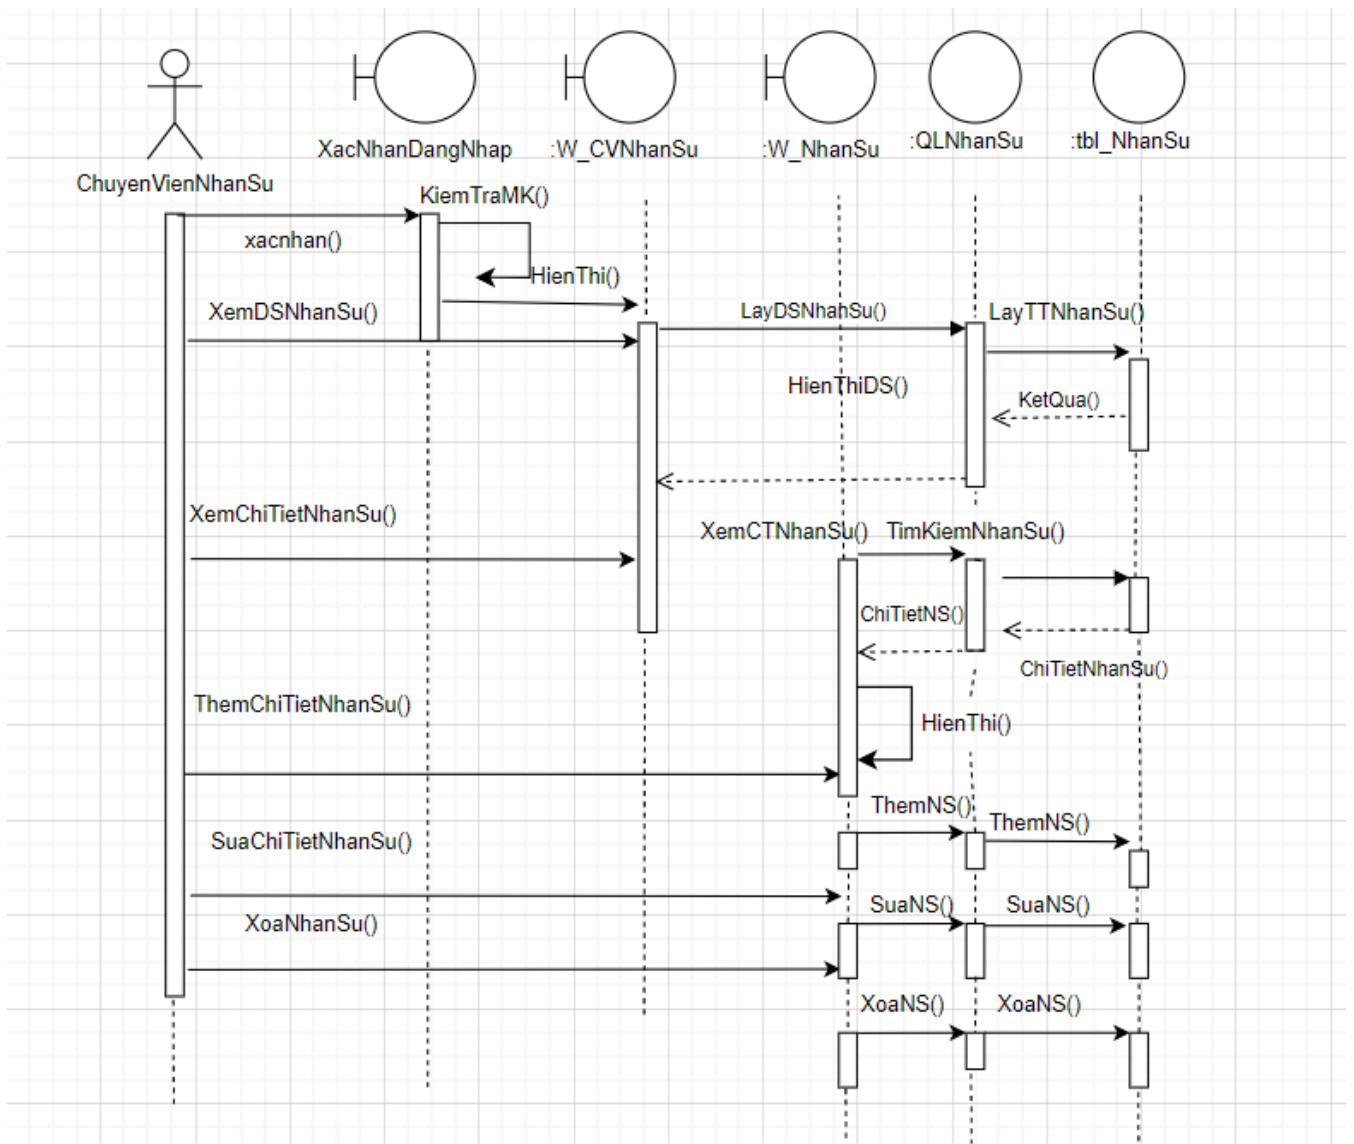 XacNhanDangNhap
:W_CVNhanSu
:W_NhanSu
:QLNhanSu
:tbl_NhanSu
ChuyenVienNhanSu
KiemTraMK()
xacnhan()
HienThi()
XemDSNhanSu()
LayDSNhanSu()
LayTTNhanSu()
HienThiDS()
KetQua()
XemChiTietNhanSu()
XemCTNhanSu()
TimKiemNhanSu()
ChiTietNS()
ChiTietNhanSu()
ThemChiTietNhanSu()
HienThi()
ThemNS()
ThemNS()
SuaChiTietNhanSu()
SuaNS()
SuaNS()
XoaNhanSu()
XoaNS()
XoaNS()